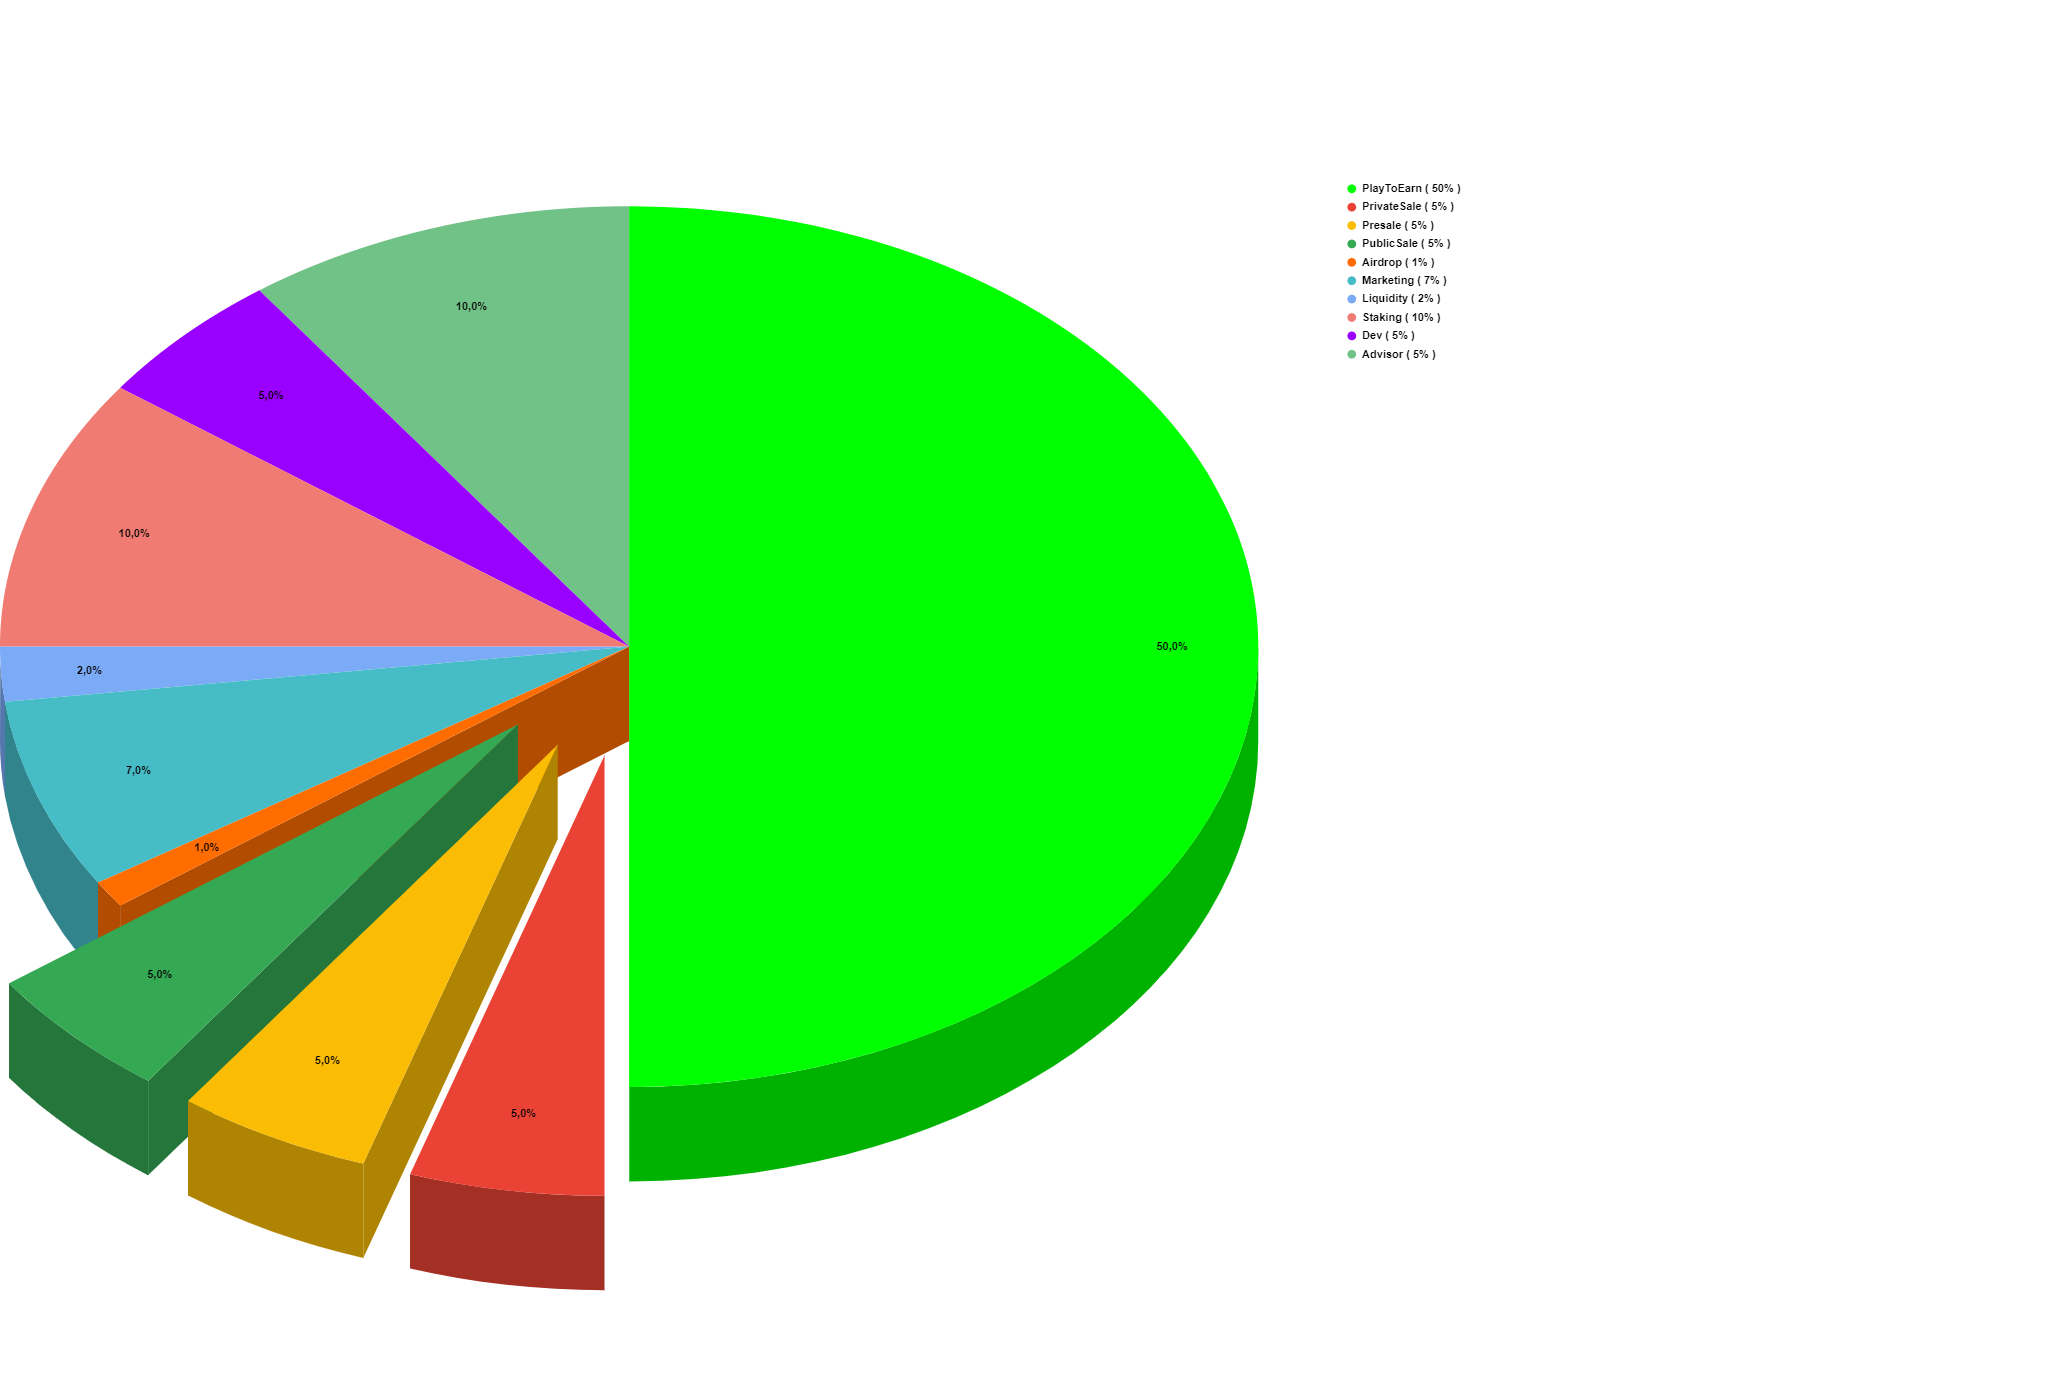 PlayToEarn ( 50% )
PrivateSale ( 5% )
Presale ( 5% )
PublicSale ( 5% )
Airdrop ( 1% )
Marketing ( 7% )
Liquidity ( 2% )
Staking ( 10% )
Dev ( 5% )
Advisor ( 5% )
10,0%
5,0%
10,0%
50,0%
2,0%
7,0%
1,0%
5,0%
5,0%
5,0%